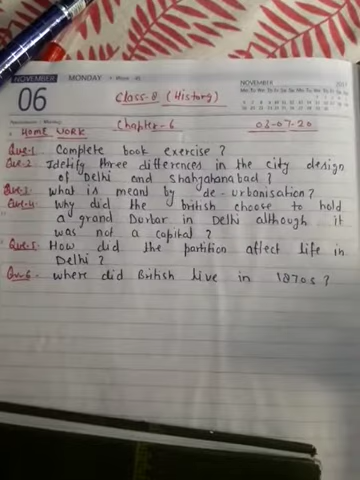 NOVEMBER MONDAY
06
NOVEMBER
Class-8 (History)
Chapter-6 03-07-20
HOME WORK
Que-1 Complete book exercise ?
Que-2 Idetify three differences in the city design
of Delhi and Shahjahanabad ?
Que-3 What is meant by de-urbanisation?
Que-4 Why did the british choose to hold
a grand Durbar in Delhi although it
was not a capital ?
Que-5. How did the partition affect life in
Delhi ?
Que-6. where did British live in 1870s ?